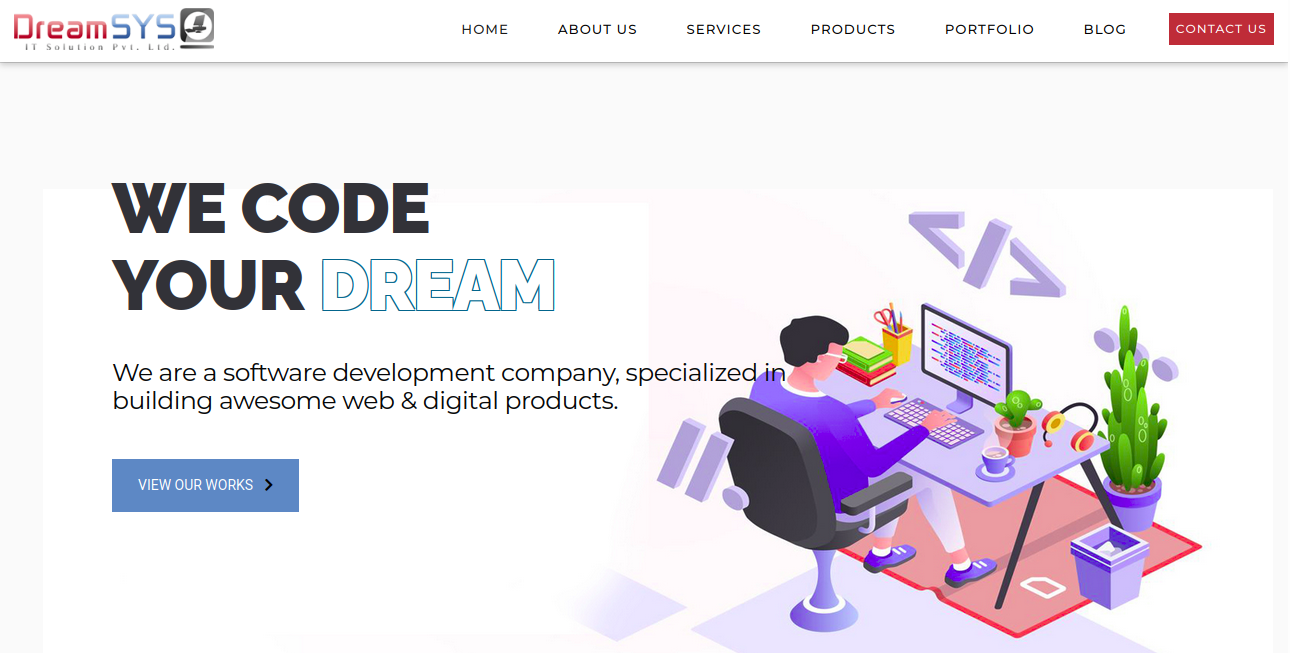 DreamSYS
IT Solution Pvt. Ltd.
HOME ABOUT US SERVICES PRODUCTS PORTFOLIO BLOG CONTACT US
WE CODE
YOUR DREAM
We are a software development company, specialized in
building awesome web & digital products.
VIEW OUR WORKS